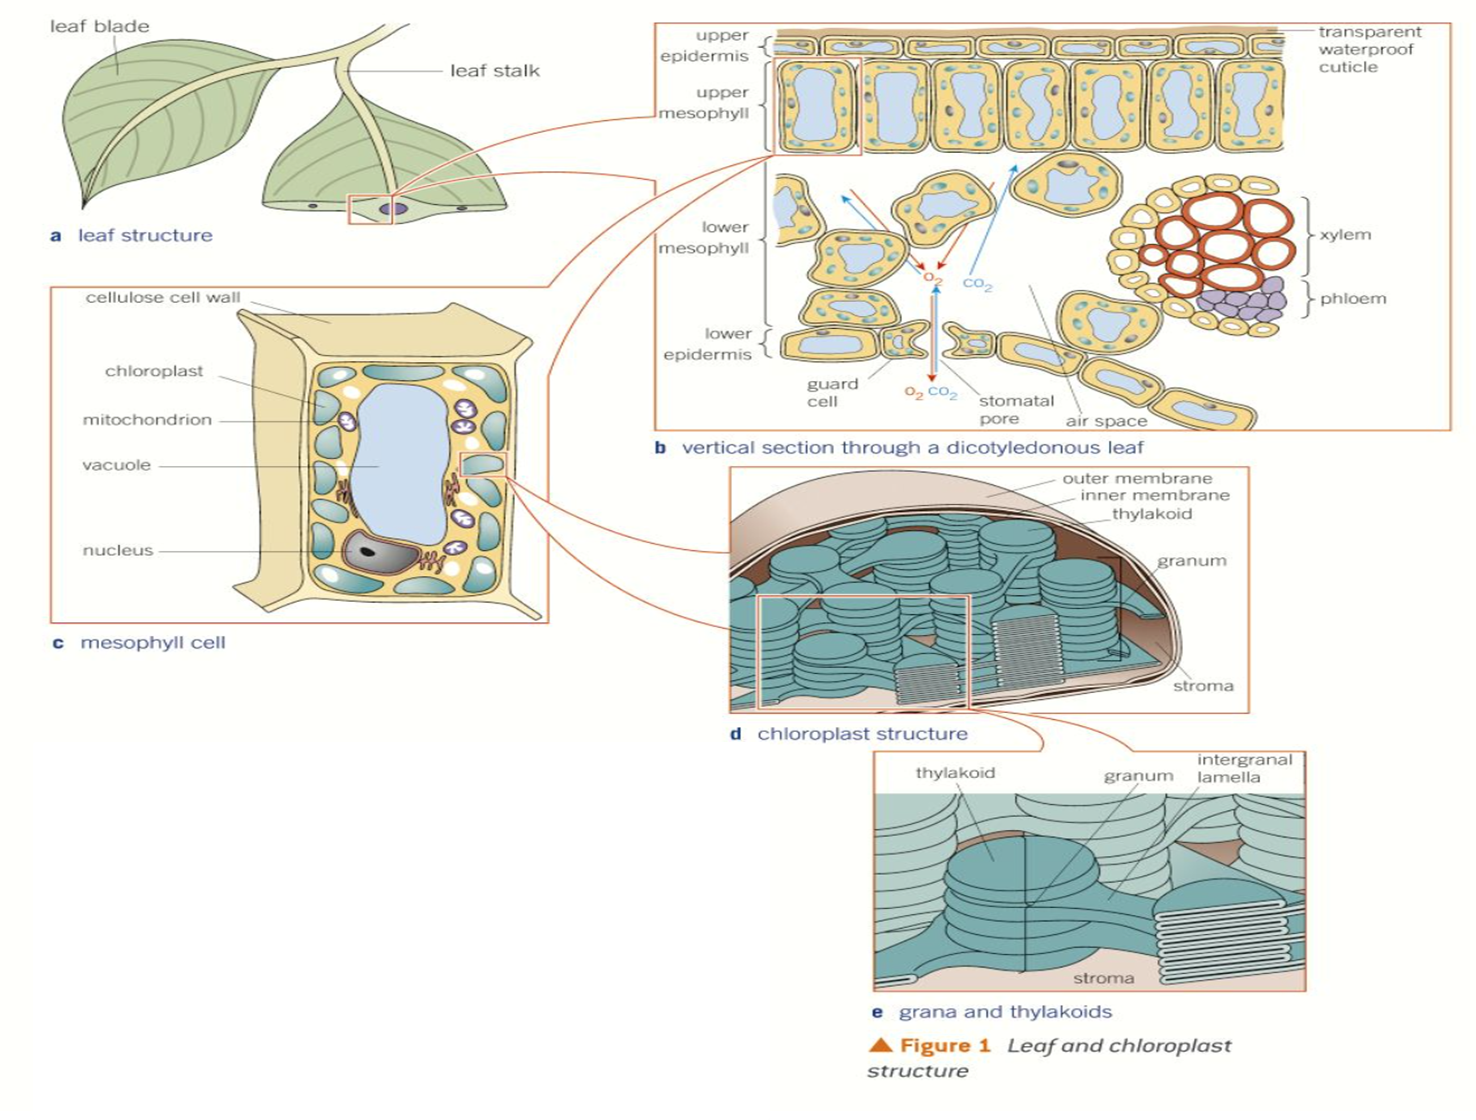 leaf blade
leaf stalk
a leaf structure
upper
epidermis
upper
mesophyll
lower
mesophyll
lower
epidermis
transparent
waterproof
cuticle
xylem
phloem
O2
CO2
O2 CO2
guard
cell
stomatal
pore
air space
b vertical section through a dicotyledonous leaf
cellulose cell wall
chloroplast
mitochondrion
vacuole
nucleus
c mesophyll cell
outer membrane
inner membrane
thylakoid
granum
stroma
d chloroplast structure
thylakoid
granum
intergranal
lamella
stroma
e grana and thylakoids
▲ Figure 1 Leaf and chloroplast
structure